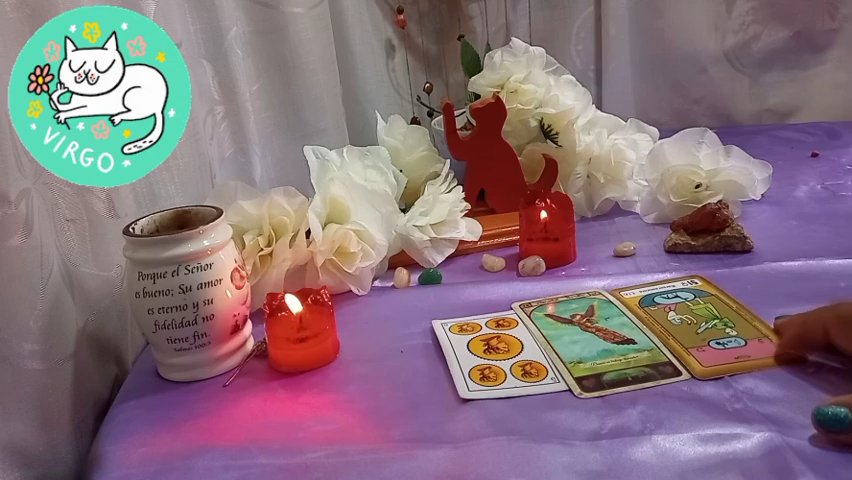 VIRGO
Porque el Señor
es bueno; Su amor
es eterno y su
fidelidad no
tiene fin.